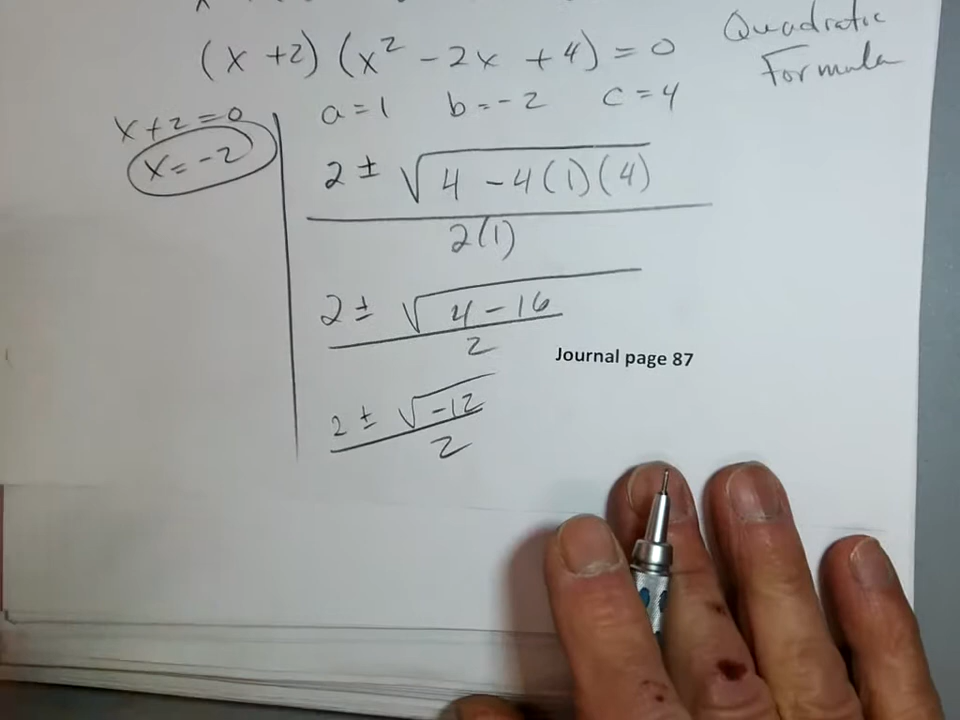 Quadratic
Formula
(x +2) (x² - 2x + 4) = 0
x+2=0
x=-2
a=1 b=-2 c=4
2 ± √4 -4(1)(4)
2(1)
2 ± √4-16
2
Journal page 87
2 ± √-12
2